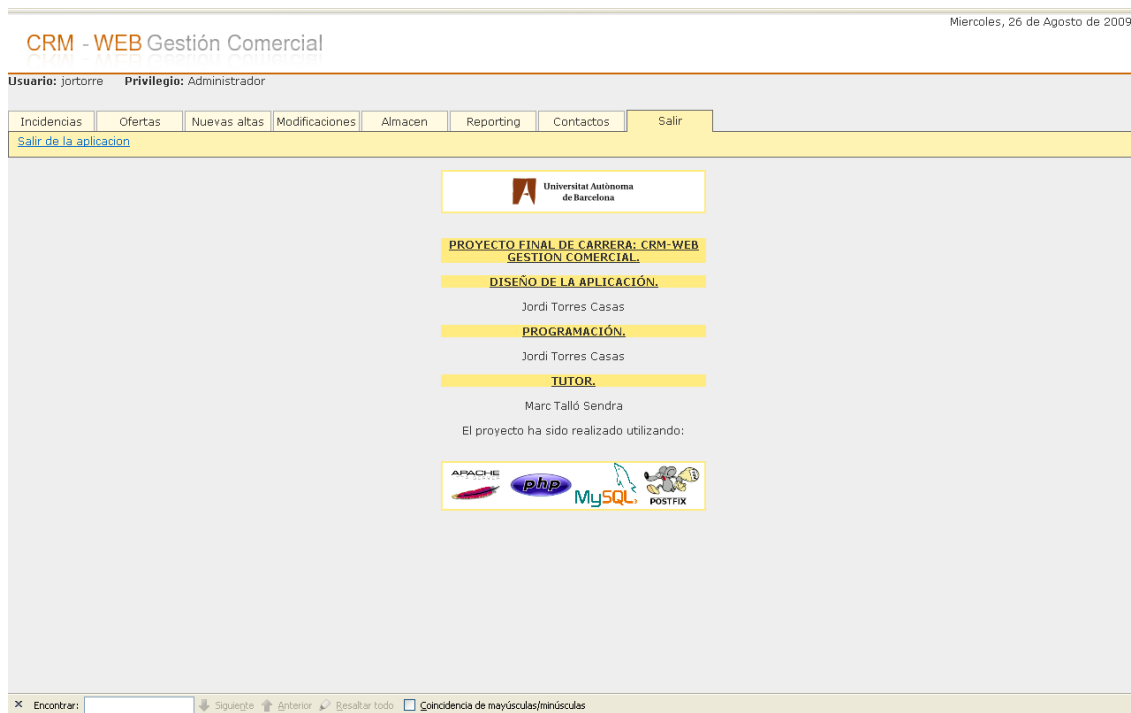 Miercoles, 26 de Agosto de 2009
CRM - WEB Gestión Comercial
Usuario: jortorre Privilegio: Administrador
Incidencias Ofertas Nuevas altas Modificaciones Almacen Reporting Contactos Salir
Salir de la aplicacion
Universitat Autònoma
de Barcelona
PROYECTO FINAL DE CARRERA: CRM-WEB
GESTION COMERCIAL.
DISEÑO DE LA APLICACIÓN.
Jordi Torres Casas
PROGRAMACIÓN.
Jordi Torres Casas
TUTOR.
Marc Talló Sendra
El proyecto ha sido realizado utilizando:
APACHE
php
MySQL
POSTFIX
Encontrar: Siguiente Anterior Resaltar todo Coincidencia de mayúsculas/minúsculas